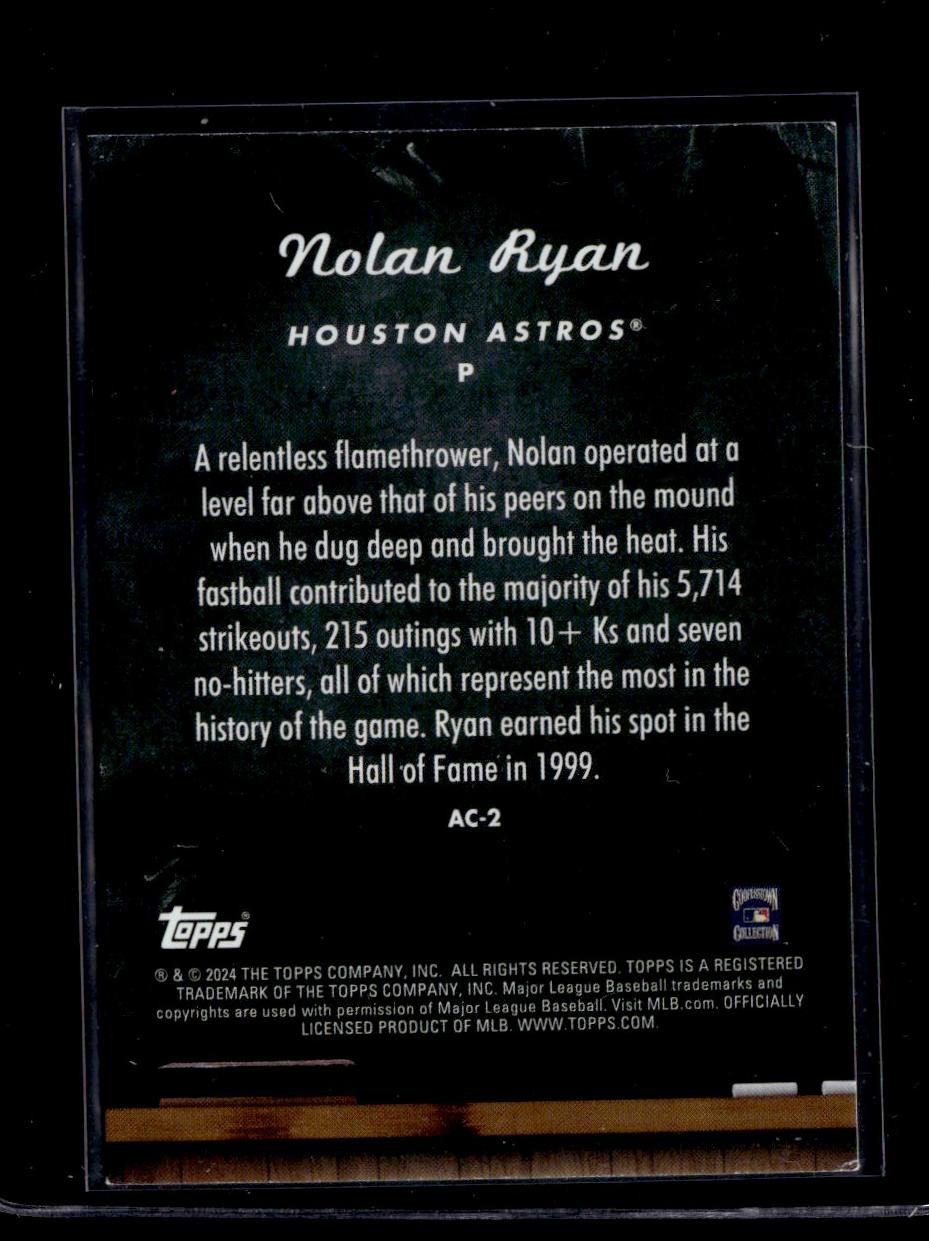 Nolan Ryan
HOUSTON ASTROS®
P
A relentless flamethrower, Nolan operated at a
level far above that of his peers on the mound
when he dug deep and brought the heat. His
fastball contributed to the majority of his 5,714
strikeouts, 215 outings with 10+ Ks and seven
no-hitters, all of which represent the most in the
history of the game. Ryan earned his spot in the
Hall of Fame in 1999.
AC-2
Topps®
COOPERSTOWN
COLLECTION
® & © 2024 THE TOPPS COMPANY, INC. ALL RIGHTS RESERVED. TOPPS IS A REGISTERED
TRADEMARK OF THE TOPPS COMPANY, INC. Major League Baseball trademarks and
copyrights are used with permission of Major League Baseball. Visit MLB.com. OFFICIALLY
LICENSED PRODUCT OF MLB. WWW.TOPPS.COM.